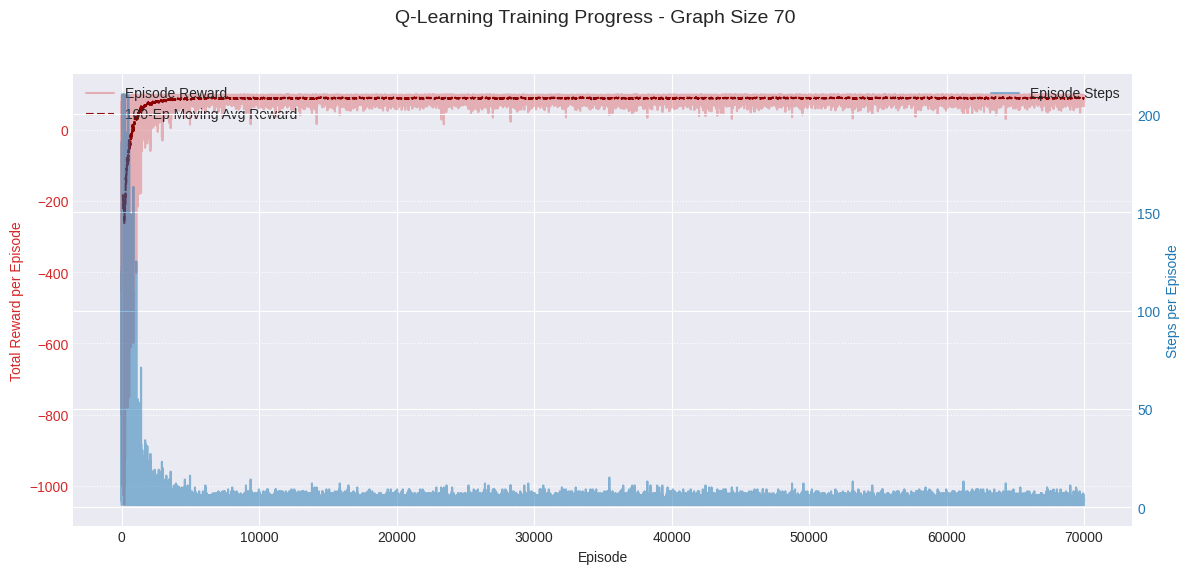 Q-Learning Training Progress - Graph Size 70
Episode Reward
100-Ep Moving Avg Reward
Episode Steps
Total Reward per Episode
0
−200
−400
−600
−800
−1000
Steps per Episode
200
150
100
50
0
0
10000
20000
30000
40000
50000
60000
70000
Episode